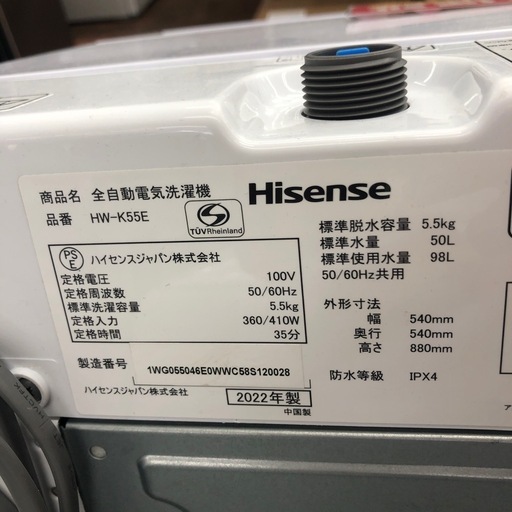 商品名 全自動電気洗濯機
品番 HW-K55E
TÜVRheinland
Hisense
PS
E
ハイセンスジャパン株式会社
定格電圧 100V
定格周波数 50/60Hz
標準洗濯容量 5.5kg
定格入力 360/410W
定格時間 35分
製造番号 1WG055046E0WWC58S120028
ハイセンスジャパン株式会社 2022年製
中国製
標準脱水容量 5.5kg
標準水量 50L
標準使用水量 98L
50/60Hz共用
外形寸法
幅 540mm
奥行 540mm
高さ 880mm
防水等級 IPX4